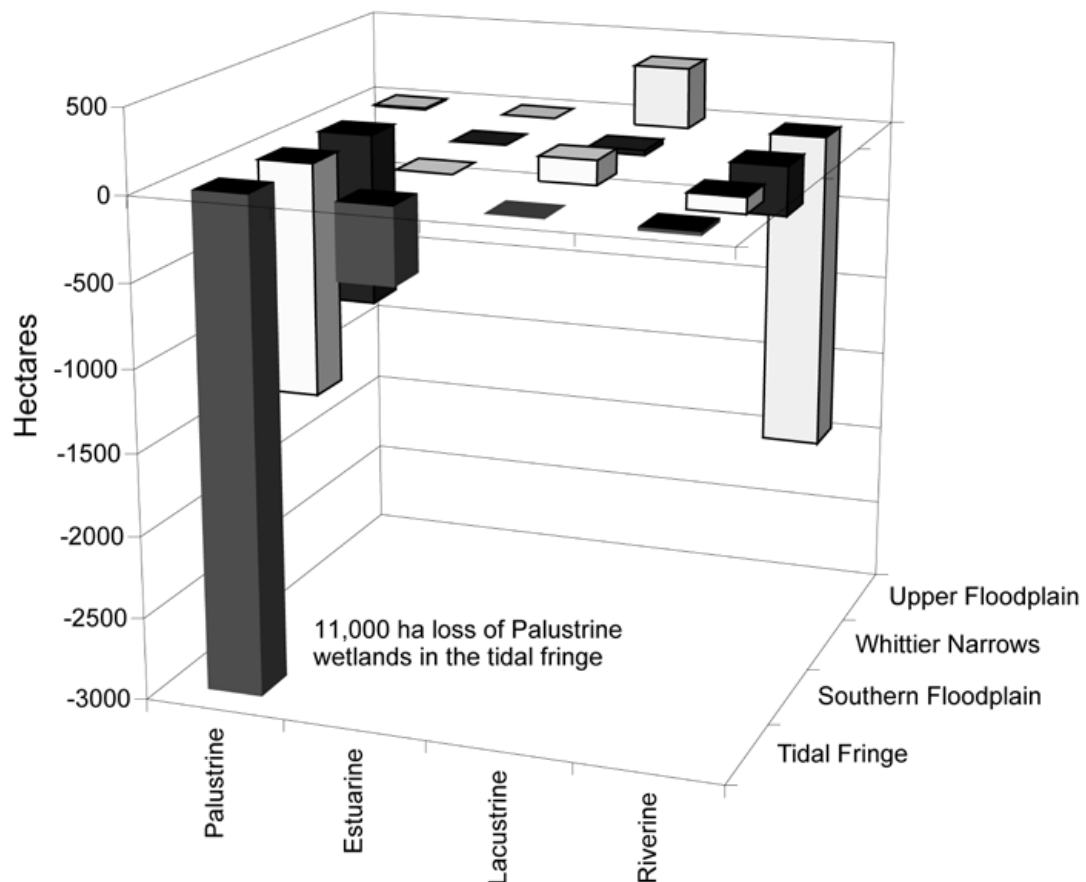 500
0
-500
-1000
-1500
-2000
-2500
-3000
Hectares
11,000 ha loss of Palustrine
wetlands in the tidal fringe
Upper Floodplain
Whittier Narrows
Southern Floodplain
Tidal Fringe
Palustrine
Estuarine
Lacustrine
Riverine